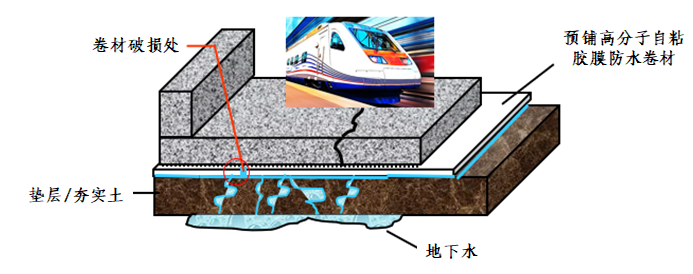 卷材破损处
预铺高分子自粘
胶膜防水卷材
垫层/夯实土
地下水